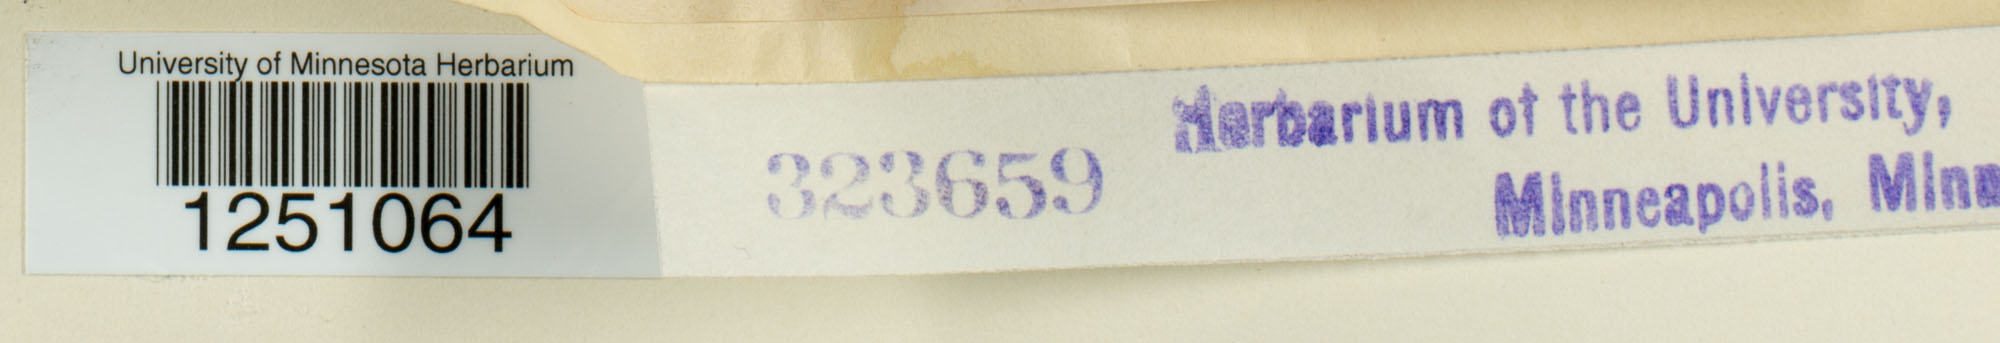 University of Minnesota Herbarium
1251064
323659
Herbarium of the University,
Minneapolis, Minn